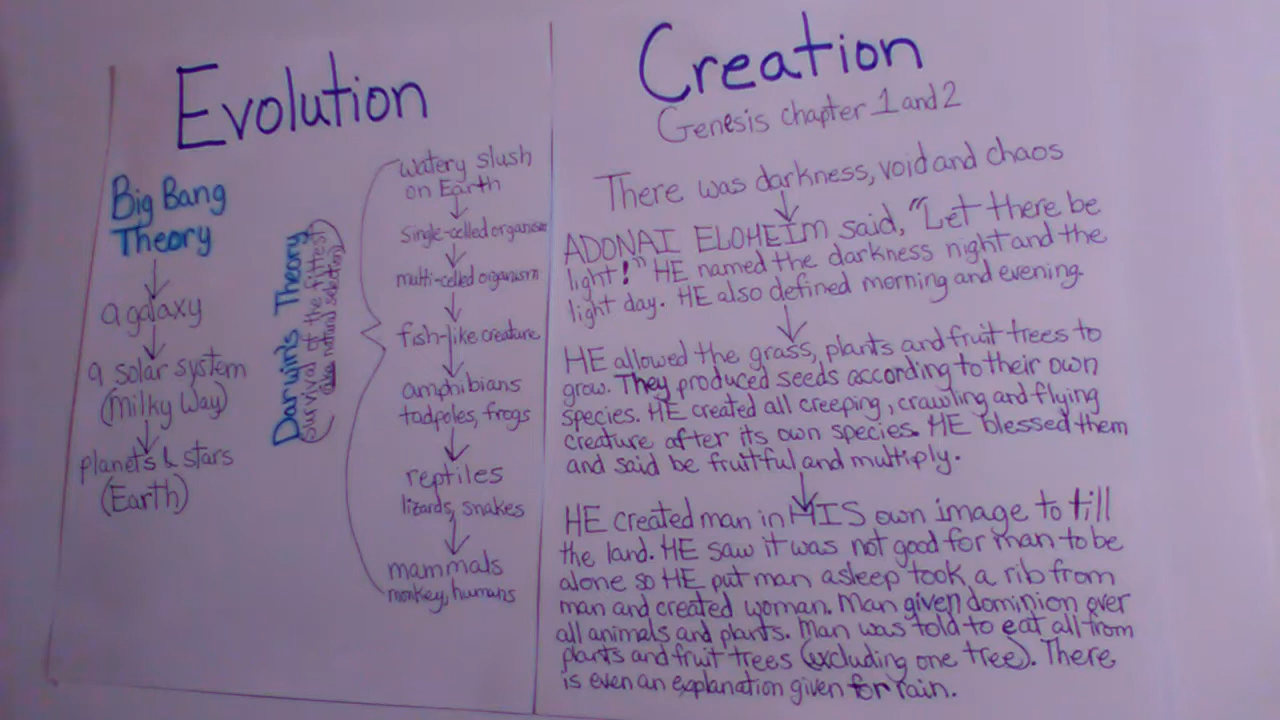 Evolution
Big Bang
Theory
a galaxy
a solar system
(Milky Way)
planets & stars
(Earth)
Darwin's Theory
Survival of the fittest
(aka natural selection)
watery slush
on Earth
single-celled organism
multi-celled organism
fish-like creature
amphibians
tadpoles, frogs
reptiles
lizards, snakes
mammals
monkey, humans
Creation
Genesis chapter 1 and 2
There was darkness, void and chaos
ADONAI ELOHEIM said, "Let there be
light!" HE named the darkness night and the
light day. HE also defined morning and evening.
HE allowed the grass, plants and fruit trees to
grow. They produced seeds according to their own
species. HE created all creeping, crawling and flying
creature after its own species. HE blessed them
and said be fruitful and multiply.
HE created man in HIS own image to till
the land. HE saw it was not good for man to be
alone so HE put man asleep took a rib from
man and created woman. Man given dominion over
all animals and plants. Man was told to eat all from
plants and fruit trees (excluding one tree). There
is even an explanation given for rain.